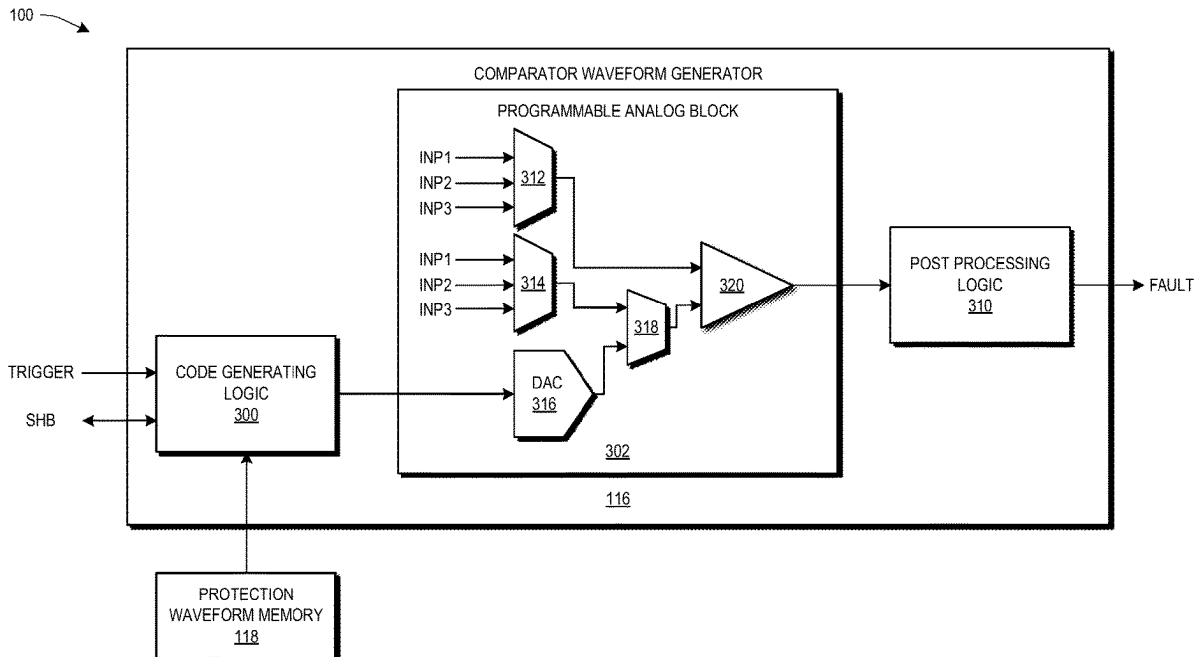 100
COMPARATOR WAVEFORM GENERATOR
PROGRAMMABLE ANALOG BLOCK
INP1
INP2
INP3
312
INP1
INP2
INP3
314
318
320
DAC
316
302
116
POST PROCESSING
LOGIC
310
FAULT
TRIGGER
SHB
CODE GENERATING
LOGIC
300
PROTECTION
WAVEFORM MEMORY
118